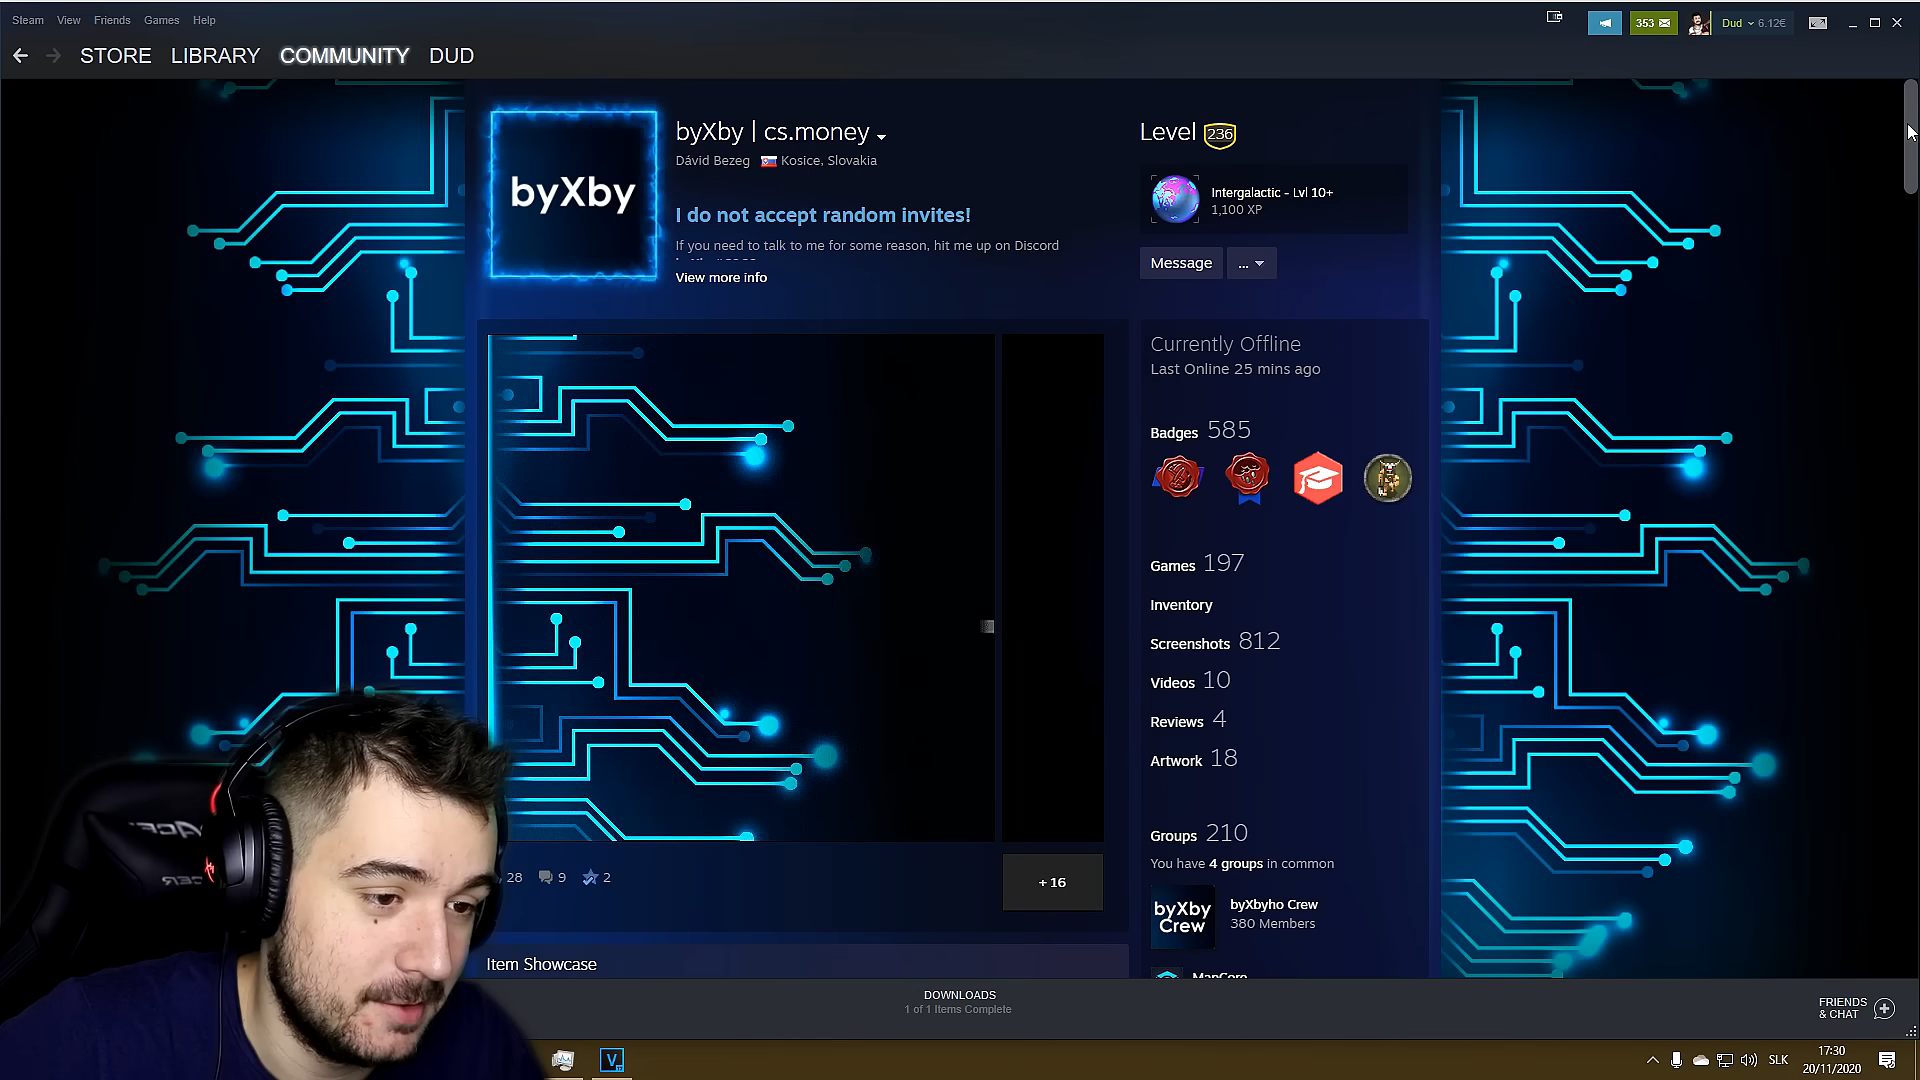 Steam View Friends Games Help
353
Dud 6.12€
STORE LIBRARY COMMUNITY DUD
byXby
byXby | cs.money
Dávid Bezeg Kosice, Slovakia
I do not accept random invites!
If you need to talk to me for some reason, hit me up on Discord
View more info
Level 236
Intergalactic - Lvl 10+
1,100 XP
Message ...
Currently Offline
Last Online 25 mins ago
Badges 585
Games 197
Inventory
Screenshots 812
Videos 10
Reviews 4
Artwork 18
Groups 210
You have 4 groups in common
byXby
Crew
byXbyho Crew
380 Members
MapCore
28 9 2
+ 16
Item Showcase
DOWNLOADS
1 of 1 Items Complete
FRIENDS
& CHAT
V
SLK
17:30
20/11/2020